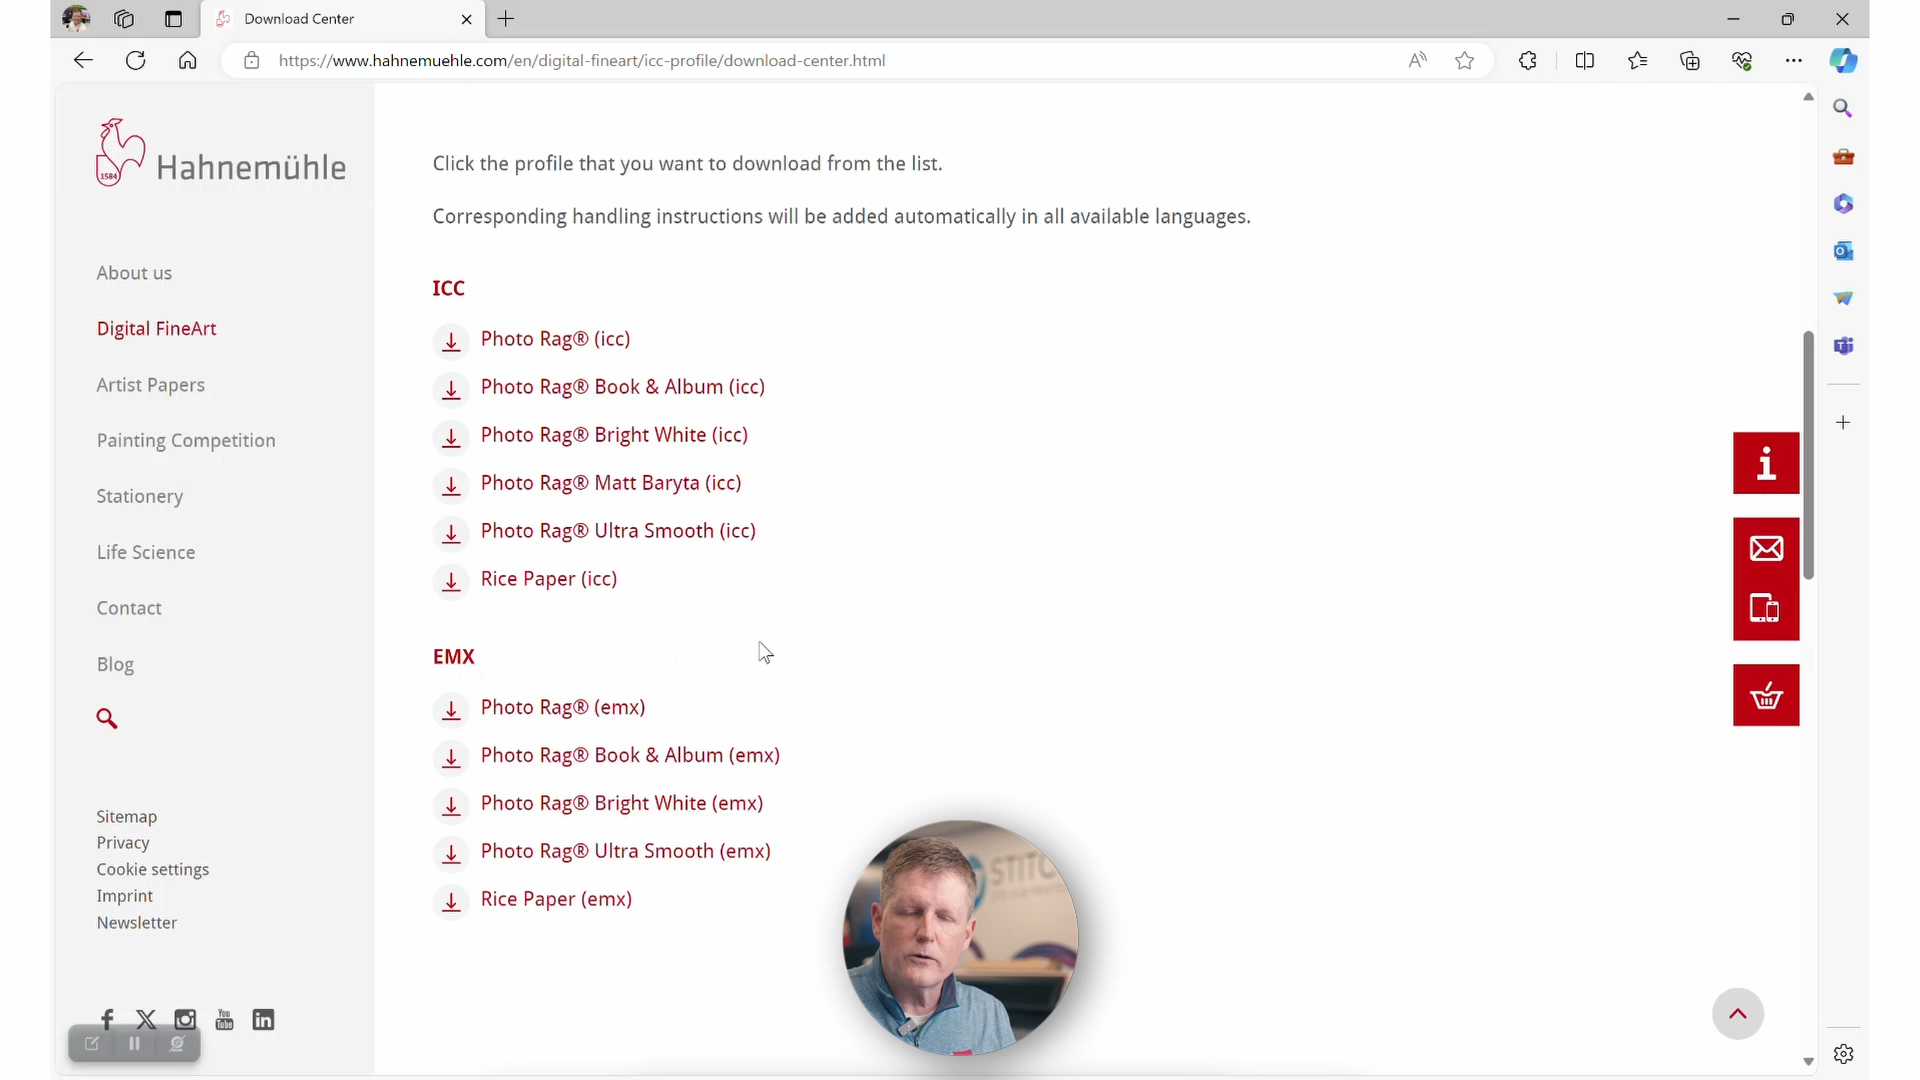 Download Center
https://www.hahnemuehle.com/en/digital-fineart/icc-profile/download-center.html
1584
Hahnemühle
About us
Digital FineArt
Artist Papers
Painting Competition
Stationery
Life Science
Contact
Blog
Sitemap
Privacy
Cookie settings
Imprint
Newsletter
You
Tube
Click the profile that you want to download from the list.
Corresponding handling instructions will be added automatically in all available languages.
ICC
Photo Rag® (icc)
Photo Rag® Book & Album (icc)
Photo Rag® Bright White (icc)
Photo Rag® Matt Baryta (icc)
Photo Rag® Ultra Smooth (icc)
Rice Paper (icc)
EMX
Photo Rag® (emx)
Photo Rag® Book & Album (emx)
Photo Rag® Bright White (emx)
Photo Rag® Ultra Smooth (emx)
Rice Paper (emx)
STITC